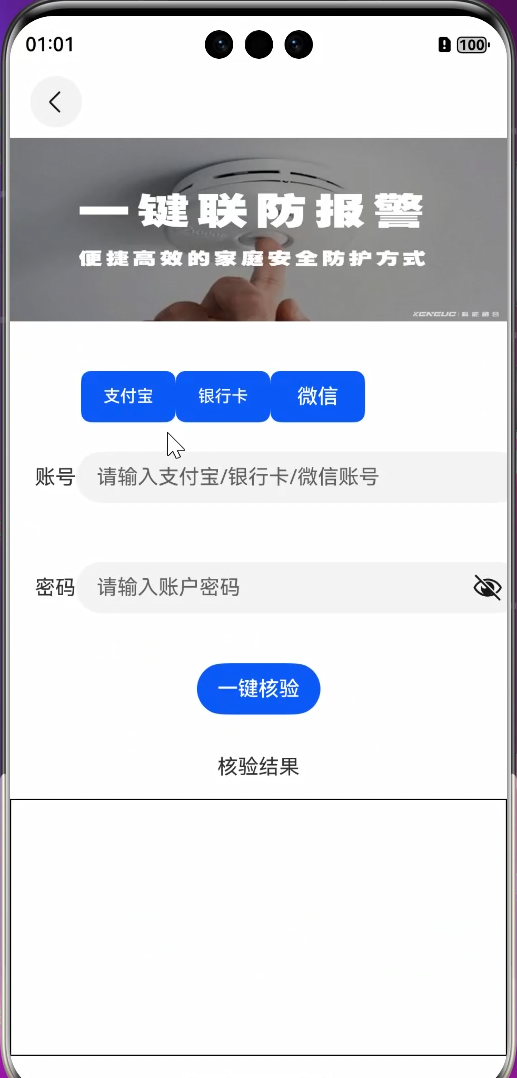 01:01
100
一键联防报警
便捷高效的家庭安全防护方式
支付宝
银行卡
微信
账号
请输入支付宝/银行卡/微信账号
密码
请输入账户密码
一键核验
核验结果